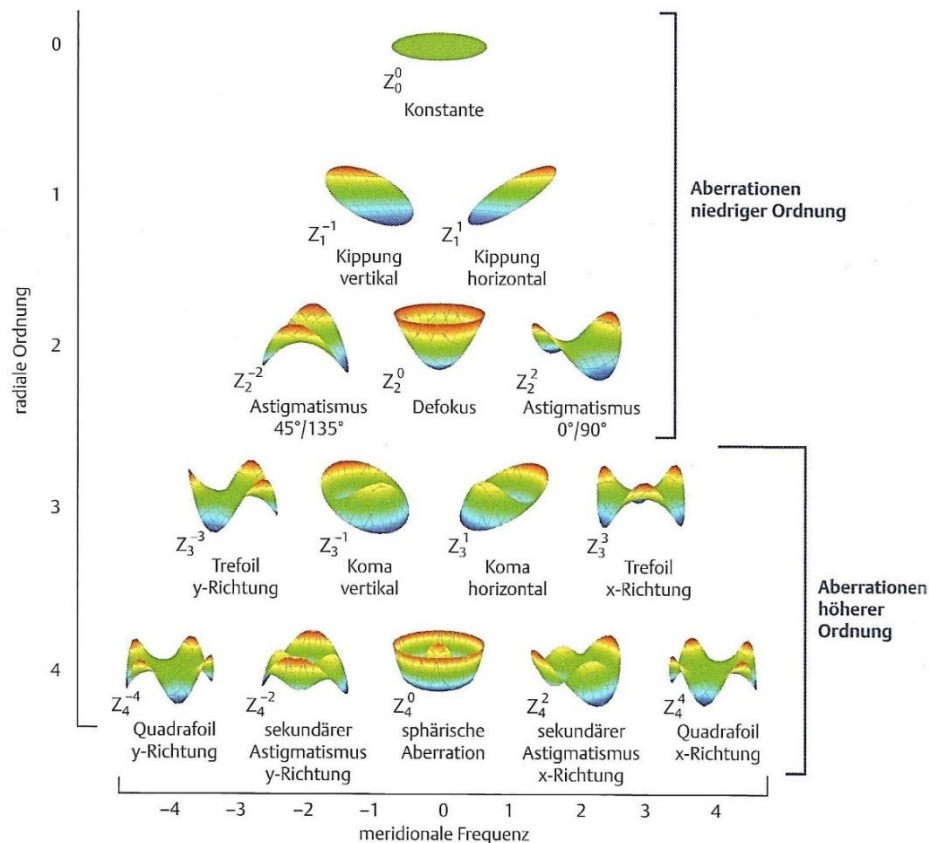 0
Z₀⁰
Konstante
1
Z₁⁻¹
Kippung
vertikal
Z₁¹
Kippung
horizontal
Aberrationen
niedriger Ordnung
radiale Ordnung
2
Z₂⁻²
Astigmatismus
45°/135°
Z₂⁰
Defokus
Z₂²
Astigmatismus
0°/90°
3
Z₃⁻³
Trefoil
y-Richtung
Z₃⁻¹
Koma
vertikal
Z₃¹
Koma
horizontal
Z₃³
Trefoil
x-Richtung
Aberrationen
höherer
Ordnung
4
Z₄⁻⁴
Quadrafoil
y-Richtung
Z₄⁻²
sekundärer
Astigmatismus
y-Richtung
Z₄⁰
sphärische
Aberration
Z₄²
sekundärer
Astigmatismus
x-Richtung
Z₄⁴
Quadrafoil
x-Richtung
−4 −3 −2 −1 0 1 2 3 4
meridionale Frequenz